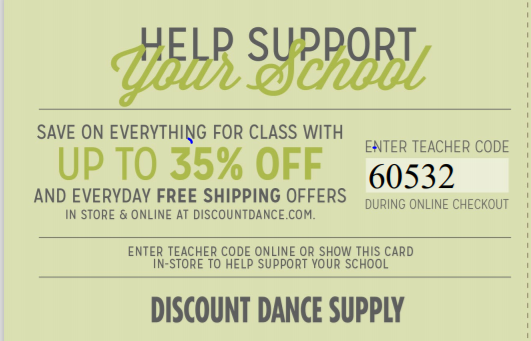 HELP SUPPORT
Your School
SAVE ON EVERYTHING FOR CLASS WITH
UP TO 35% OFF
AND EVERYDAY FREE SHIPPING OFFERS
IN STORE & ONLINE AT DISCOUNTDANCE.COM.
ENTER TEACHER CODE
60532
DURING ONLINE CHECKOUT
ENTER TEACHER CODE ONLINE OR SHOW THIS CARD
IN-STORE TO HELP SUPPORT YOUR SCHOOL
DISCOUNT DANCE SUPPLY